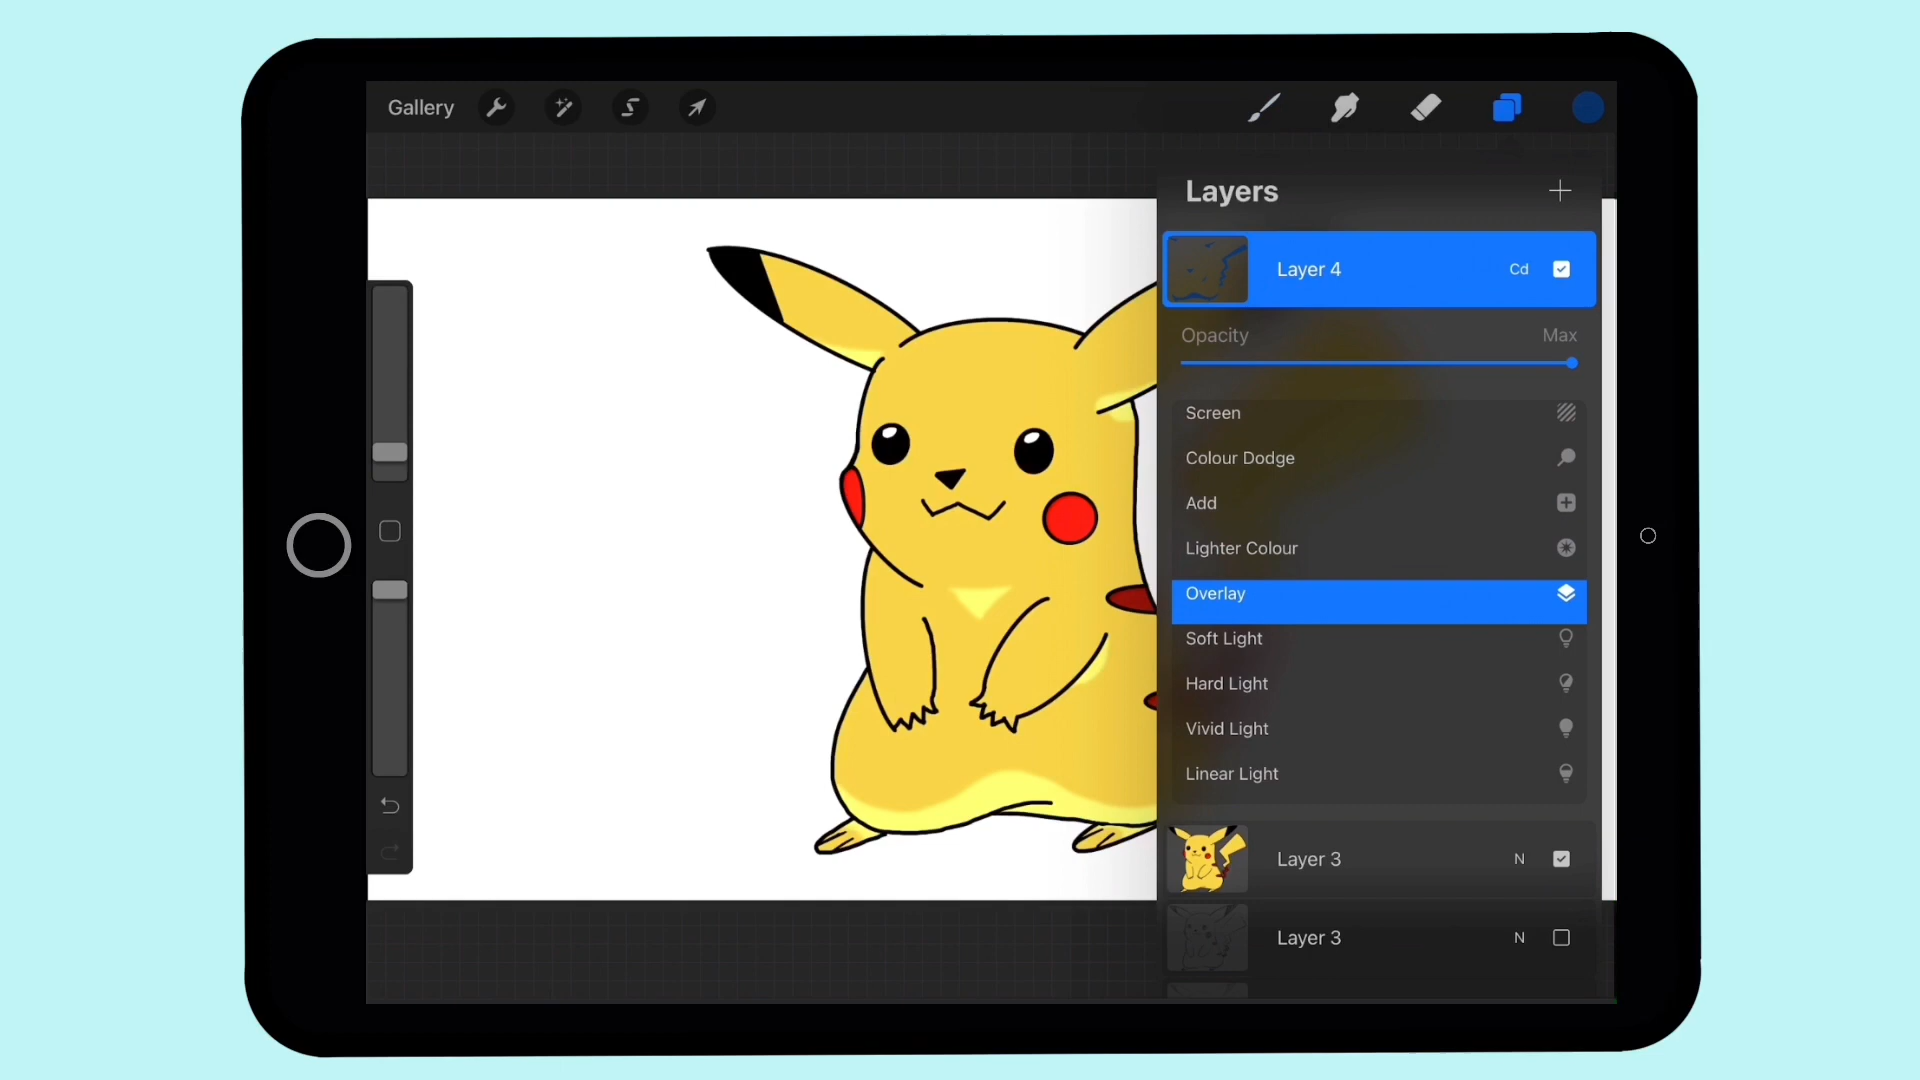 Gallery
Layers
Layer 4 Cd
Opacity Max
Screen
Colour Dodge
Add
Lighter Colour
Overlay
Soft Light
Hard Light
Vivid Light
Linear Light
Layer 3 N
Layer 3 N